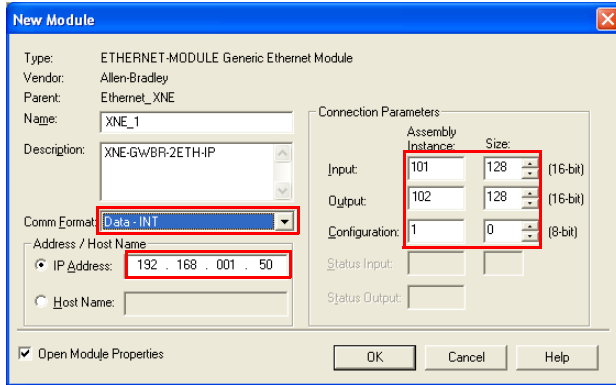 New Module
Type: ETHERNET-MODULE Generic Ethernet Module
Vendor: Allen-Bradley
Parent: Ethernet_XNE
Name: XNE_1
Description: XNE-GWBR-2ETH-IP
Comm Format: Data - INT
Address / Host Name
IP Address: 192 . 168 . 001 . 50
Host Name:
Connection Parameters
Assembly Instance: Size:
Input: 101 128 (16-bit)
Output: 102 128 (16-bit)
Configuration: 1 0 (8-bit)
Status Input:
Status Output:
Open Module Properties
OK Cancel Help